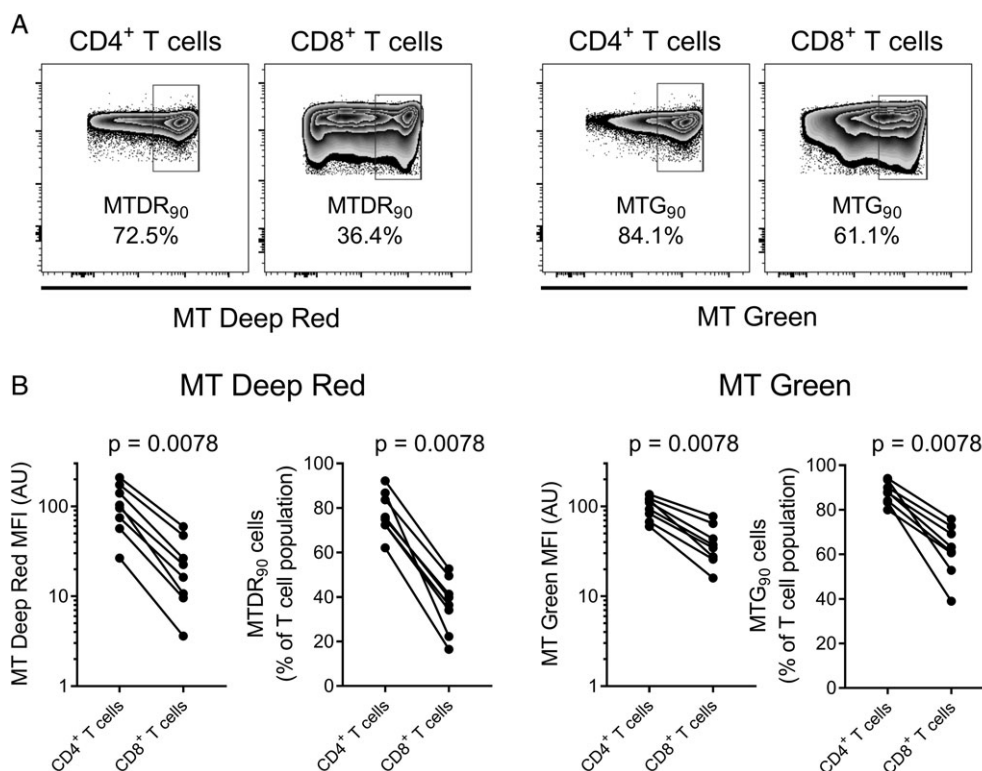 A
CD4⁺ T cells
CD8⁺ T cells
CD4⁺ T cells
CD8⁺ T cells
MTDR₉₀
72.5%
MTDR₉₀
36.4%
MTG₉₀
84.1%
MTG₉₀
61.1%
MT Deep Red
MT Green
B
MT Deep Red
MT Green
p = 0.0078
p = 0.0078
p = 0.0078
p = 0.0078
MT Deep Red MFI (AU)
100
10
1
CD4⁺ T cells
CD8⁺ T cells
MTDR₉₀ cells
(% of T cell population)
100
80
60
40
20
0
CD4⁺ T cells
CD8⁺ T cells
MT Green MFI (AU)
100
10
1
CD4⁺ T cells
CD8⁺ T cells
MTG₉₀ cells
(% of T cell population)
100
80
60
40
20
0
CD4⁺ T cells
CD8⁺ T cells